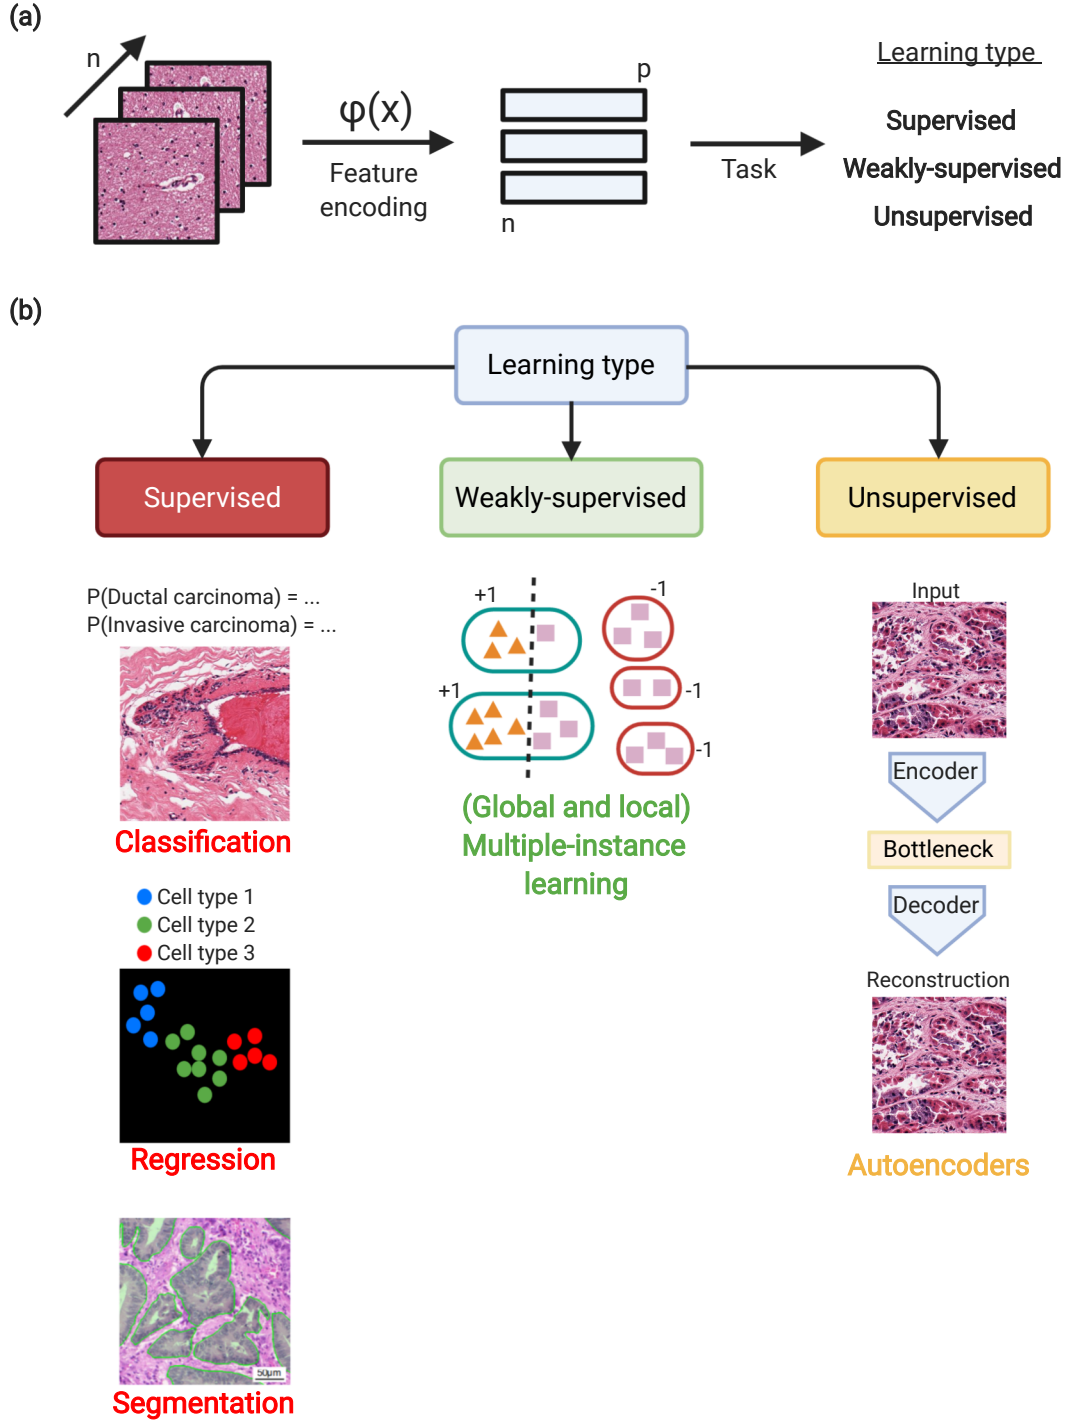 (a)
n
φ(x)
Feature
encoding
p
n
Task
Learning type
Supervised
Weakly-supervised
Unsupervised
(b)
Learning type
Supervised
Weakly-supervised
Unsupervised
P(Ductal carcinoma) = ...
P(Invasive carcinoma) = ...
Classification
Cell type 1
Cell type 2
Cell type 3
Regression
50µm
Segmentation
+1
-1
+1
-1
-1
(Global and local)
Multiple-instance
learning
Input
Encoder
Bottleneck
Decoder
Reconstruction
Autoencoders